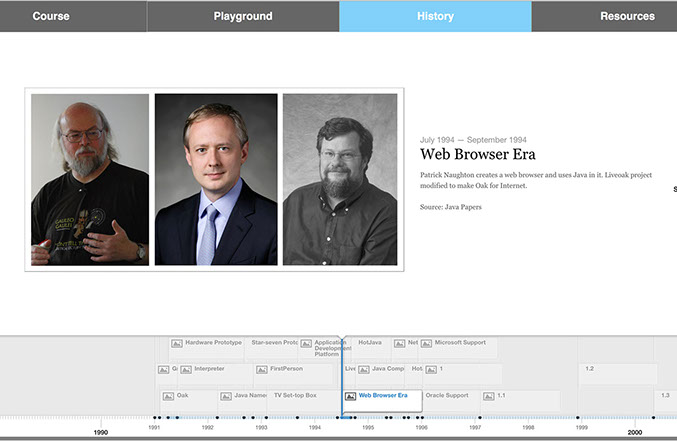 Course
Playground
History
Resources
July 1994 — September 1994
Web Browser Era
Patrick Naughton creates a web browser and uses Java in it. Liveoak project
modified to make Oak for Internet.
Source: Java Papers
Hardware Prototype
Star-seven Proto
Application
Development
Platform
HotJava
Net
Microsoft Support
Interpreter
FirstPerson
Live
Java Comp
Hot
1
1.2
Oak
Java Name
TV Set-top Box
Web Browser Era
Oracle Support
1.1
1.3
1990
1991
1992
1993
1994
1995
1996
1997
1998
1999
2000